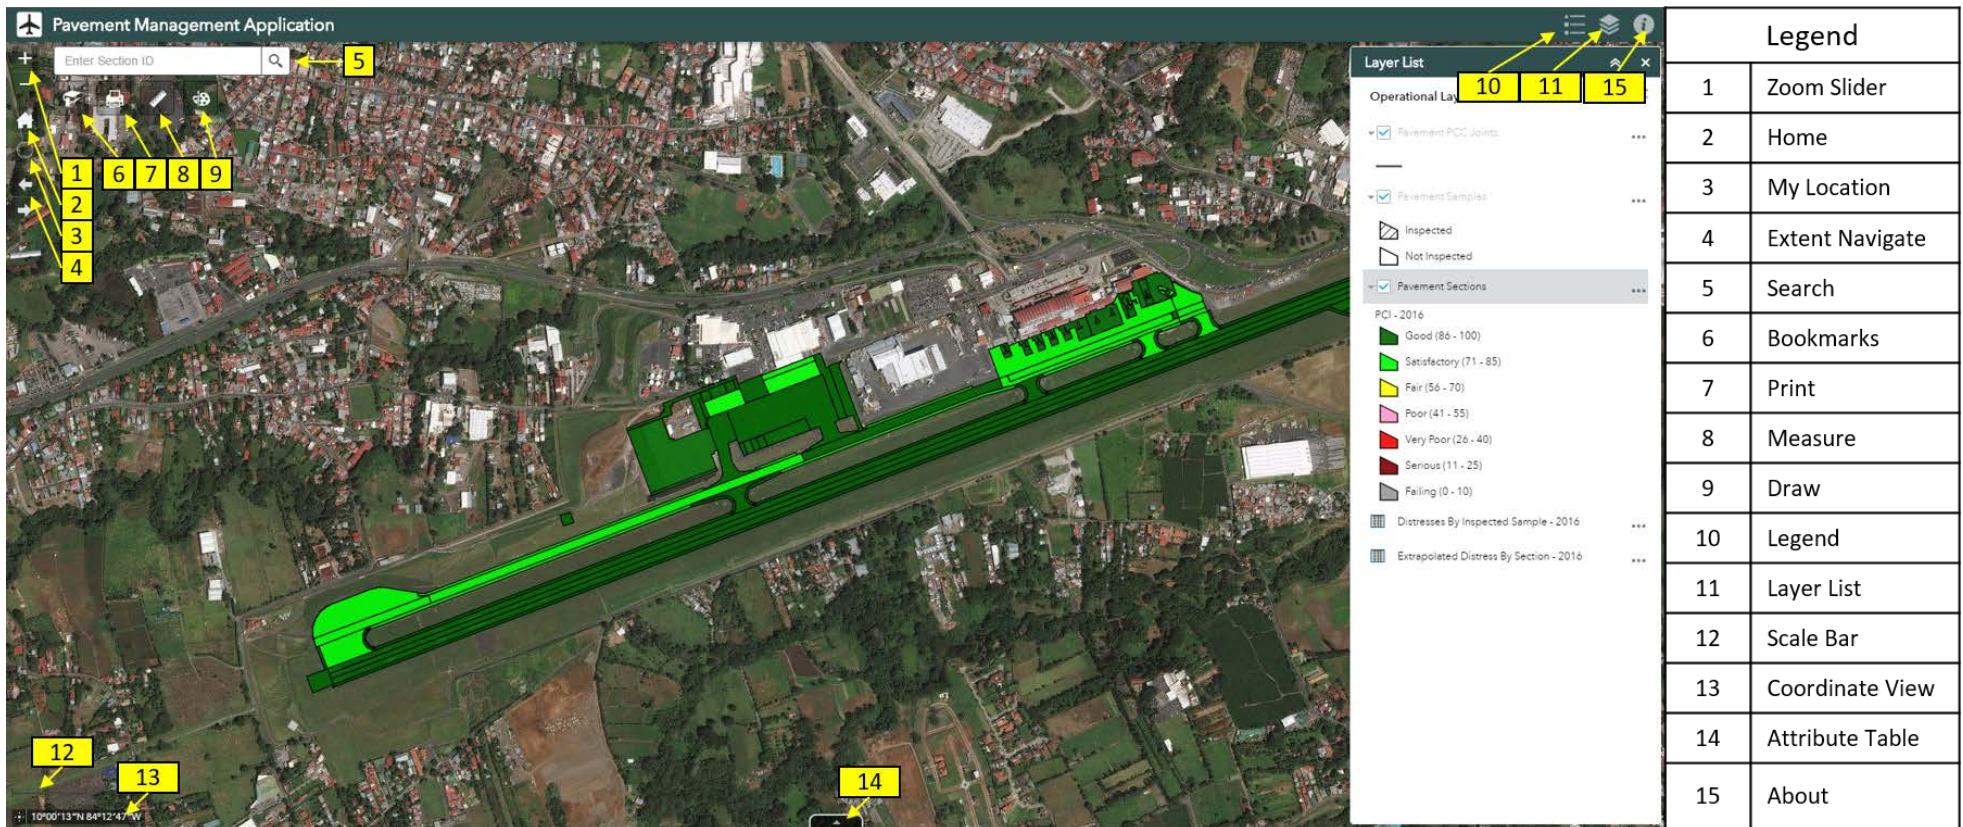 Pavement Management Application
Enter Section ID
5
6
7
8
9
1
2
3
4
Layer List
10
11
15
Operational Lay
Pavement PCC Joints
Pavement Samples
Inspected
Not Inspected
Pavement Sections
PCI - 2016
Good (86 - 100)
Satisfactory (71 - 85)
Fair (56 - 70)
Poor (41 - 55)
Very Poor (26 - 40)
Serious (11 - 25)
Failing (0 - 10)
Distresses By Inspected Sample - 2016
Extrapolated Distress By Section - 2016
12
13
14
10°00'13"N 84°12'47"W
Legend
1 Zoom Slider
2 Home
3 My Location
4 Extent Navigate
5 Search
6 Bookmarks
7 Print
8 Measure
9 Draw
10 Legend
11 Layer List
12 Scale Bar
13 Coordinate View
14 Attribute Table
15 About